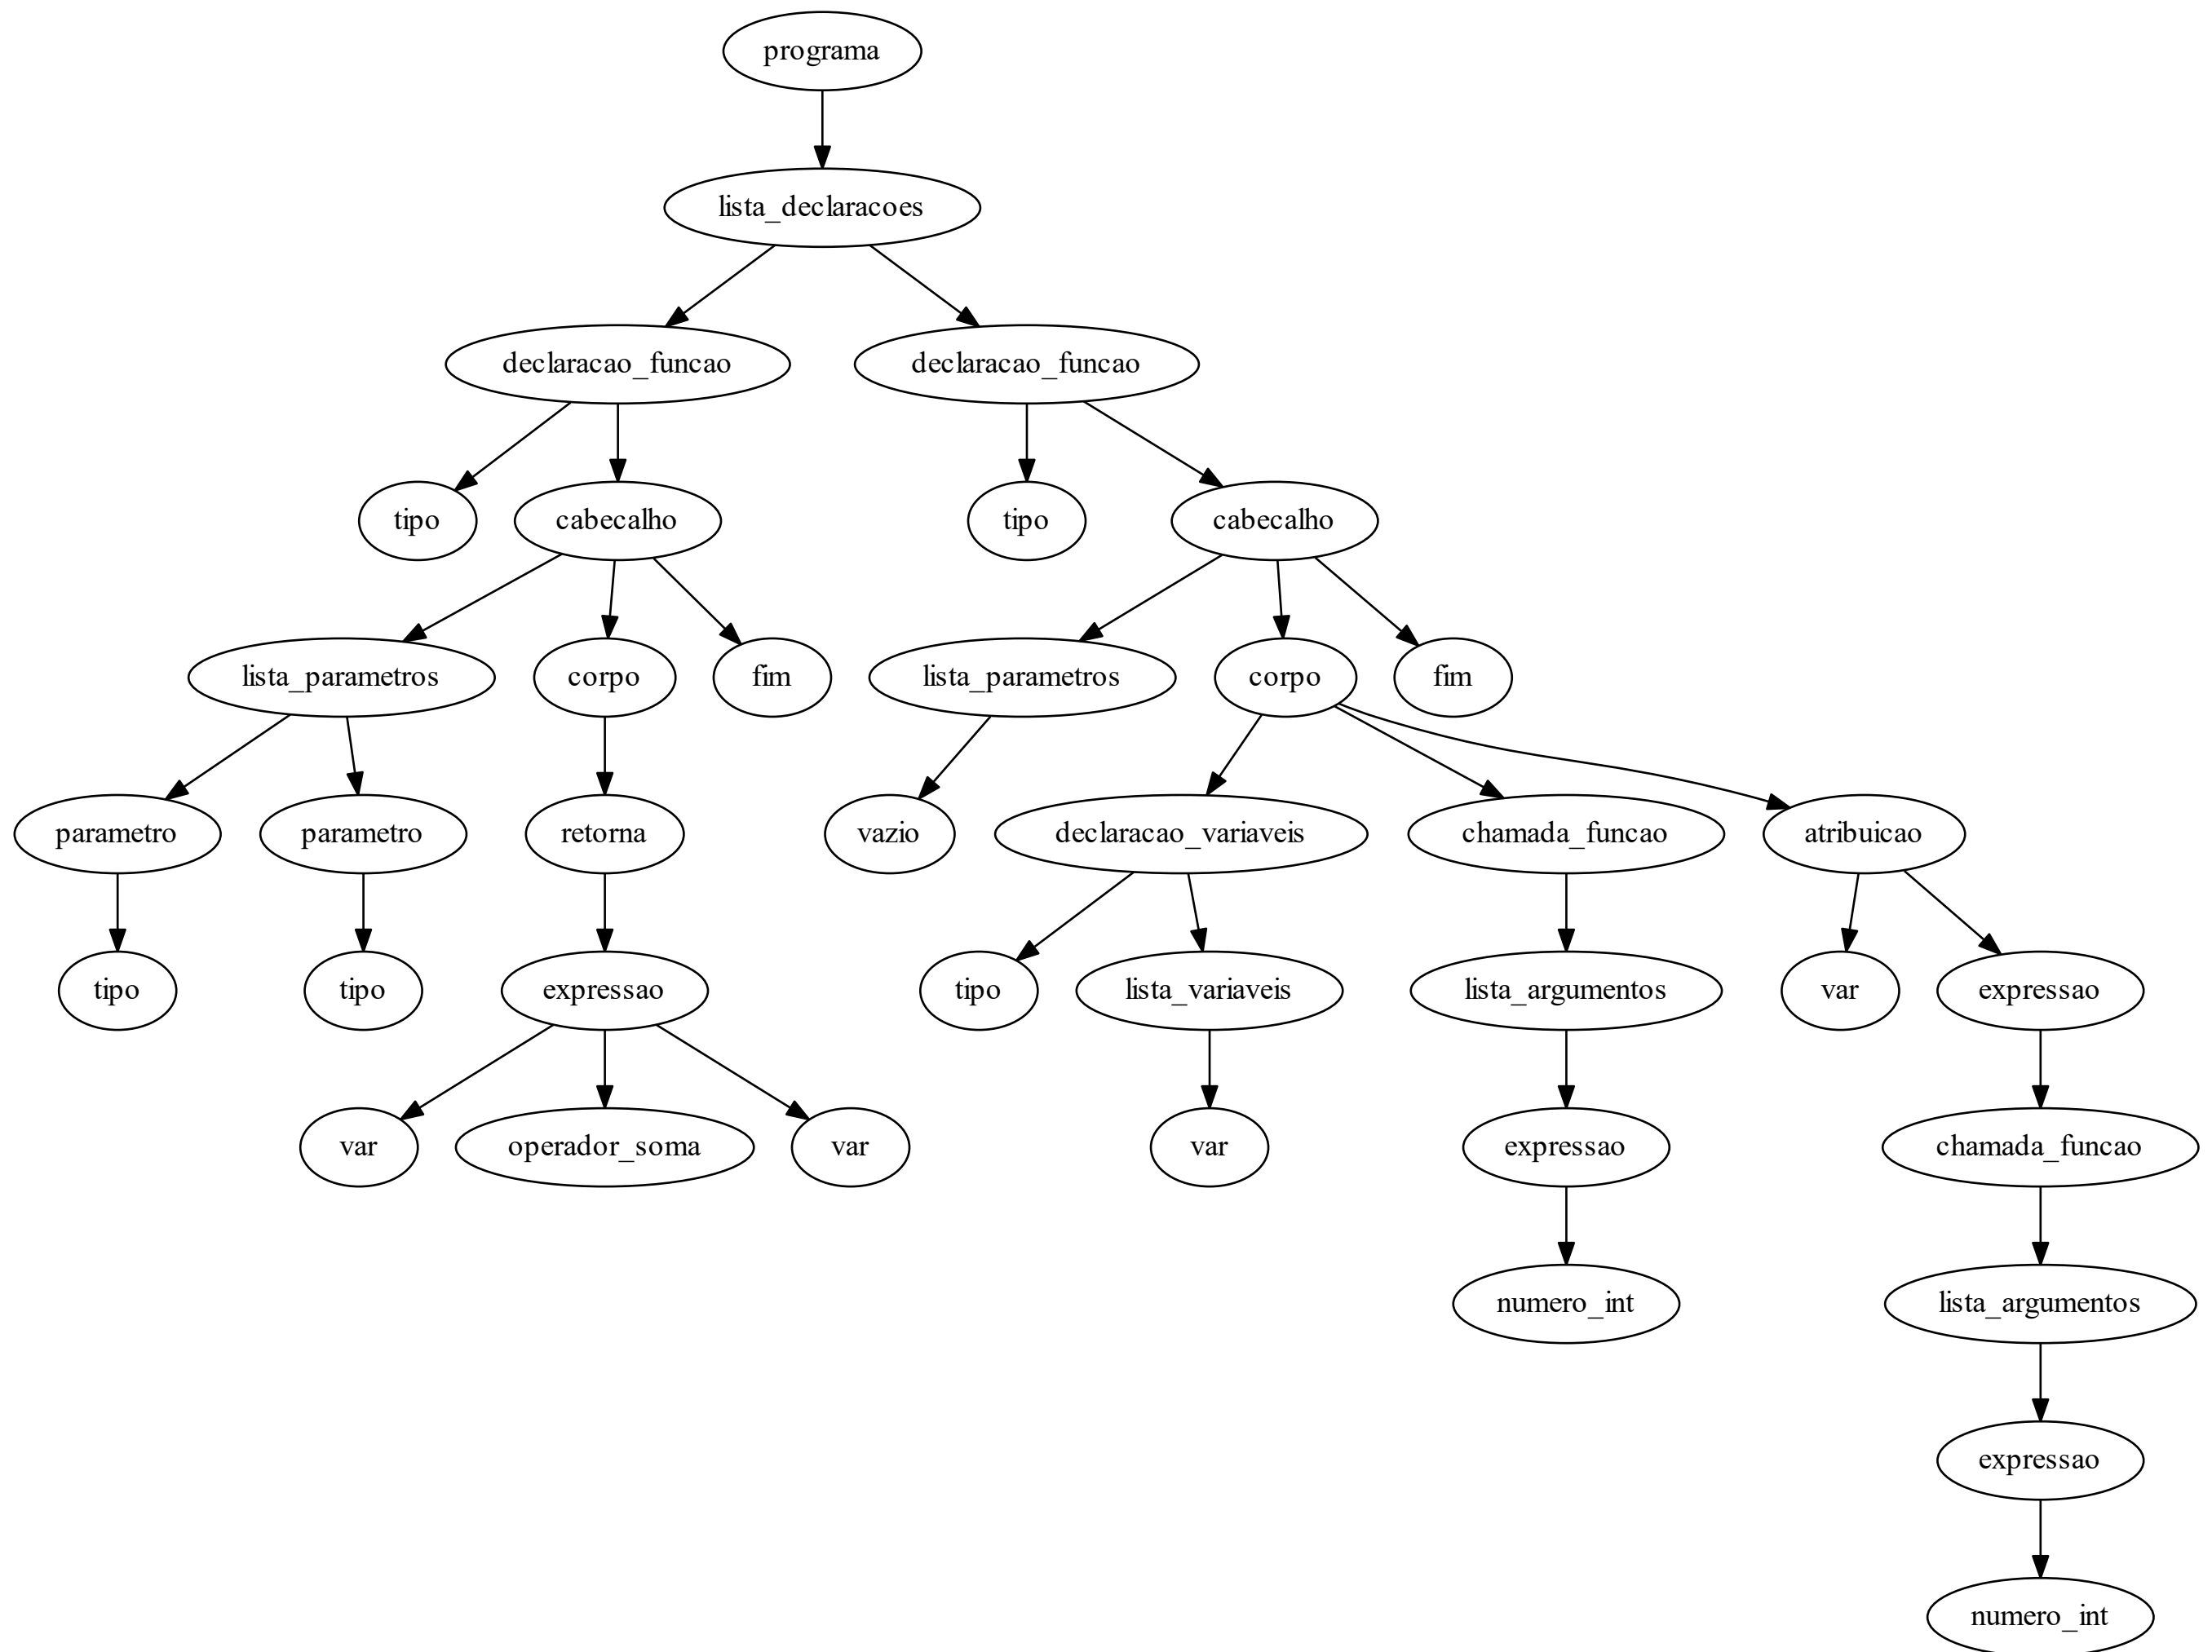 programa
lista_declaracoes
declaracao_funcao
declaracao_funcao
tipo
cabecalho
tipo
cabecalho
lista_parametros
corpo
fim
lista_parametros
corpo
fim
parametro
parametro
retorna
vazio
declaracao_variaveis
chamada_funcao
atribuicao
tipo
tipo
expressao
tipo
lista_variaveis
lista_argumentos
var
expressao
var
operador_soma
var
var
expressao
chamada_funcao
numero_int
lista_argumentos
expressao
numero_int